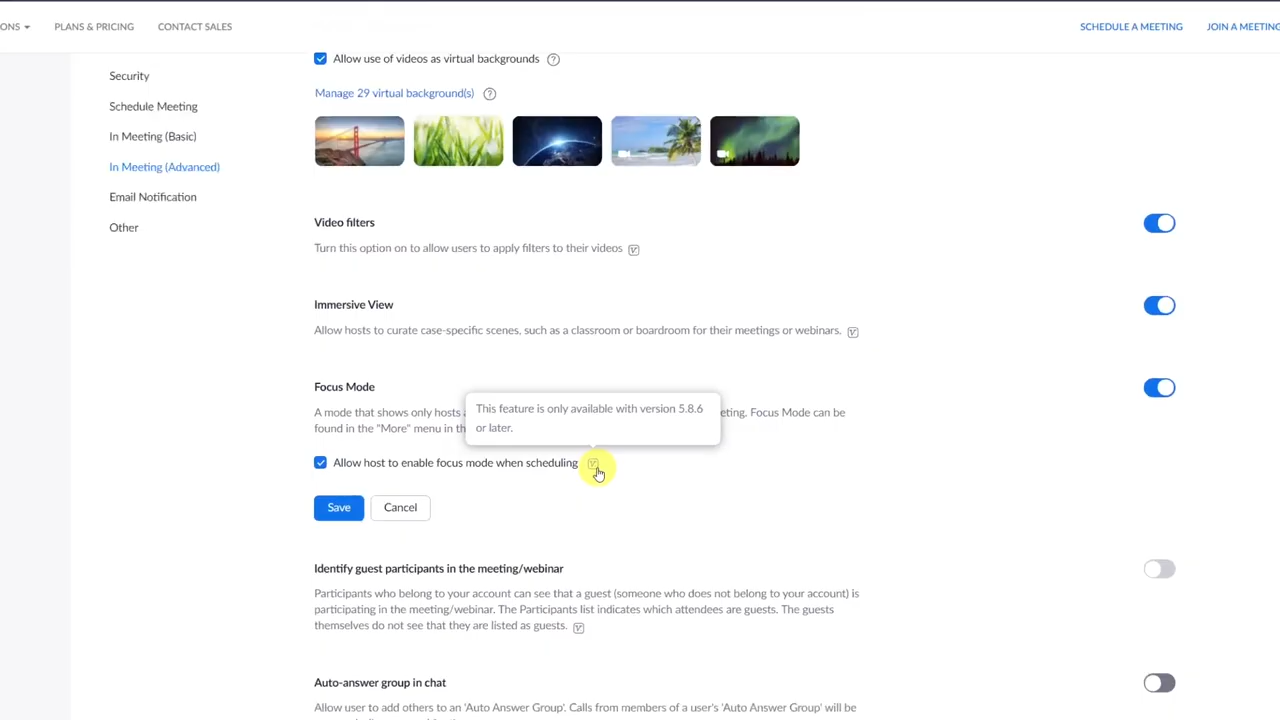 ONS
PLANS & PRICING
CONTACT SALES
SCHEDULE A MEETING
JOIN A MEETING
Security
Schedule Meeting
In Meeting (Basic)
In Meeting (Advanced)
Email Notification
Other
Allow use of videos as virtual backgrounds
Manage 29 virtual background(s)
Video filters
Turn this option on to allow users to apply filters to their videos
Immersive View
Allow hosts to curate case-specific scenes, such as a classroom or boardroom for their meetings or webinars.
Focus Mode
A mode that shows only hosts eting. Focus Mode can be
found in the "More" menu in th
This feature is only available with version 5.8.6
or later.
Allow host to enable focus mode when scheduling
Save
Cancel
Identify guest participants in the meeting/webinar
Participants who belong to your account can see that a guest (someone who does not belong to your account) is
participating in the meeting/webinar. The Participants list indicates which attendees are guests. The guests
themselves do not see that they are listed as guests.
Auto-answer group in chat
Allow user to add others to an 'Auto Answer Group'. Calls from members of a user's 'Auto Answer Group' will be